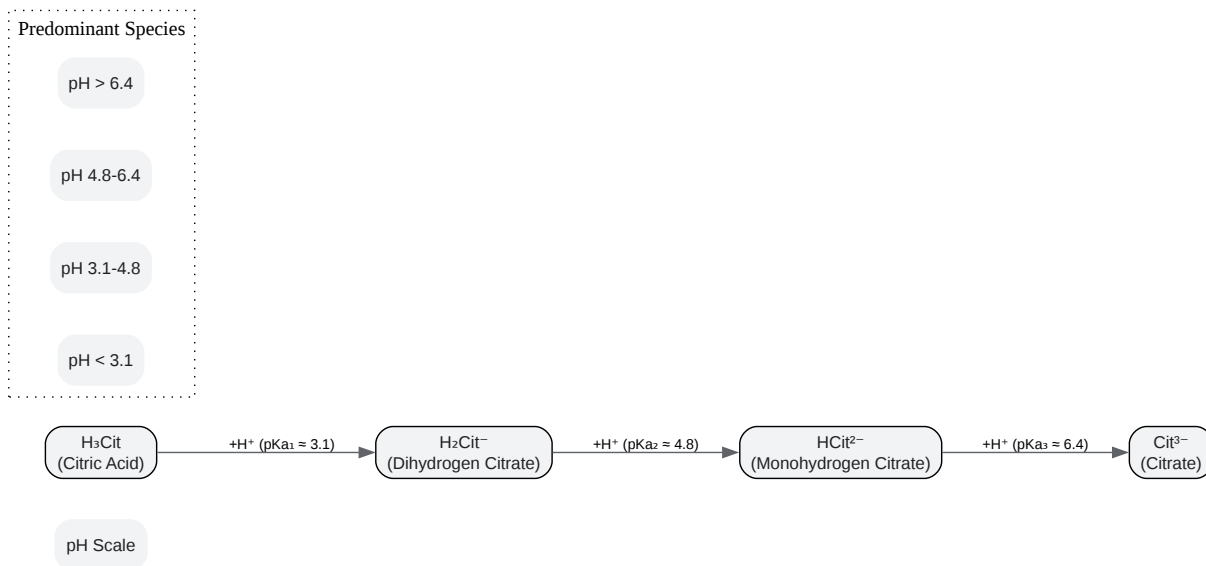 Predominant Species
pH > 6.4
pH 4.8-6.4
pH 3.1-4.8
pH < 3.1
H₃Cit
(Citric Acid)
+H⁺ (pKa₁ ≈ 3.1)
H₂Cit⁻
(Dihydrogen Citrate)
+H⁺ (pKa₂ ≈ 4.8)
HCit²⁻
(Monohydrogen Citrate)
+H⁺ (pKa₃ ≈ 6.4)
Cit³⁻
(Citrate)
pH Scale